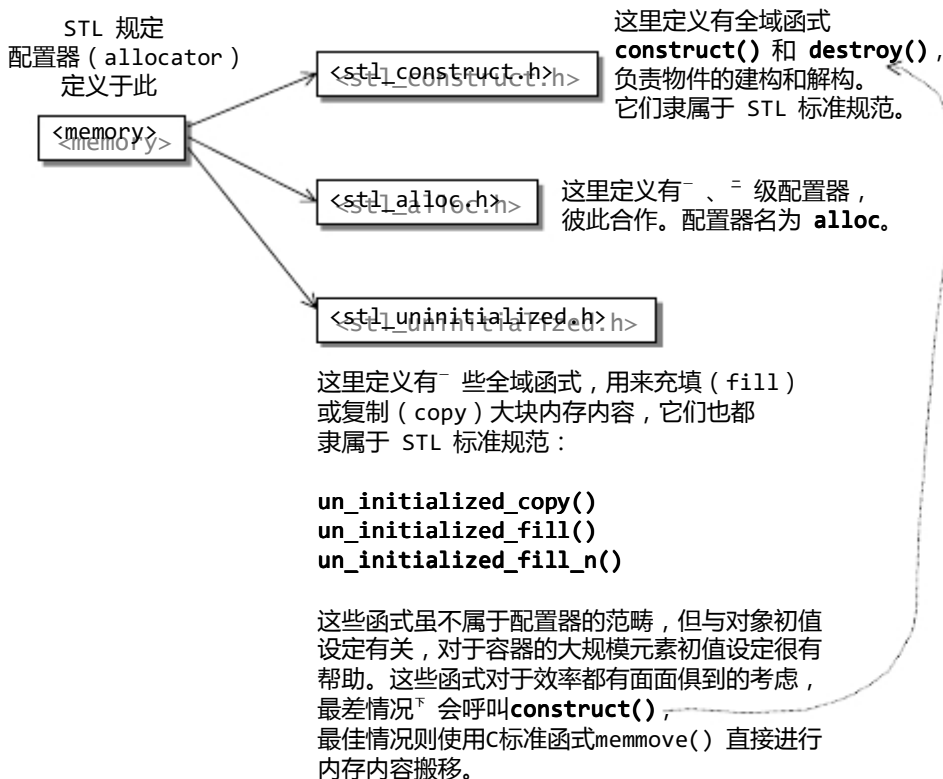 STL 规定
配置器（allocator）
定义于此
<memory>
<stl_construct.h>
这里定义有全域函式
construct() 和 destroy()，
负责物件的建构和解构。
它们隶属于 STL 标准规范。
<stl_alloc.h>
这里定义有一、二级配置器，
彼此合作。配置器名为 alloc。
<stl_uninitialized.h>
这里定义有一些全域函式，用来充填（fill）
或复制（copy）大块内存内容，它们也都
隶属于 STL 标准规范：
un_initialized_copy()
un_initialized_fill()
un_initialized_fill_n()
这些函式虽不属于配置器的范畴，但与对象初值
设定有关，对于容器的大规模元素初值设定很有
帮助。这些函式对于效率都有面面俱到的考虑，
最差情况下会呼叫construct()，
最佳情况则使用C标准函式memmove() 直接进行
内存内容搬移。